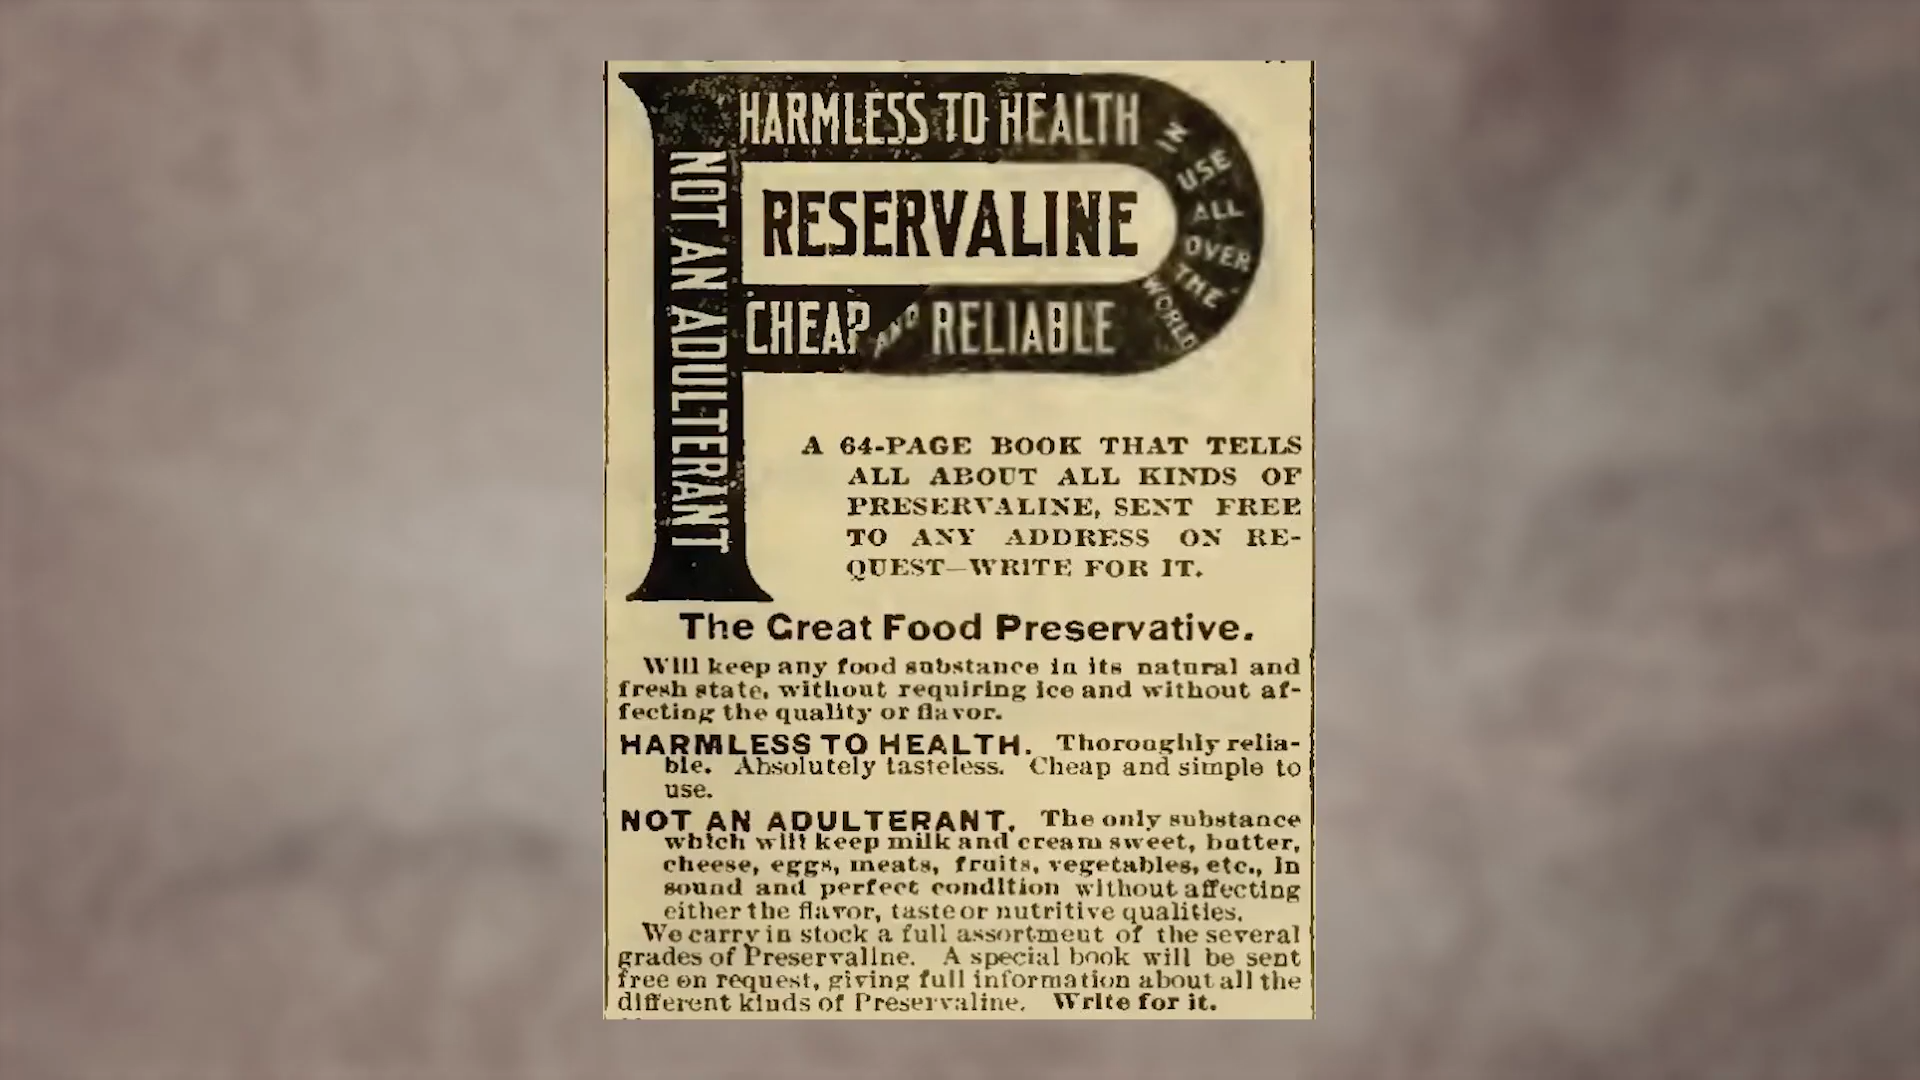 HARMLESS TO HEALTH
IN USE ALL OVER THE WORLD
PRESERVALINE
NOT AN ADULTERANT
CHEAP AND RELIABLE
A 64-PAGE BOOK THAT TELLS
ALL ABOUT ALL KINDS OF
PRESERVALINE, SENT FREE
TO ANY ADDRESS ON RE-
QUEST—WRITE FOR IT.
The Great Food Preservative.
Will keep any food substance in its natural and
fresh state, without requiring ice and without af-
fecting the quality or flavor.
HARMLESS TO HEALTH. Thoroughly relia-
ble. Absolutely tasteless. Cheap and simple to
use.
NOT AN ADULTERANT. The only substance
which will keep milk and cream sweet, butter,
cheese, eggs, meats, fruits, vegetables, etc., in
sound and perfect condition without affecting
either the flavor, taste or nutritive qualities.
We carry in stock a full assortment of the several
grades of Preservaline. A special book will be sent
free on request, giving full information about all the
different kinds of Preservaline. Write for it.